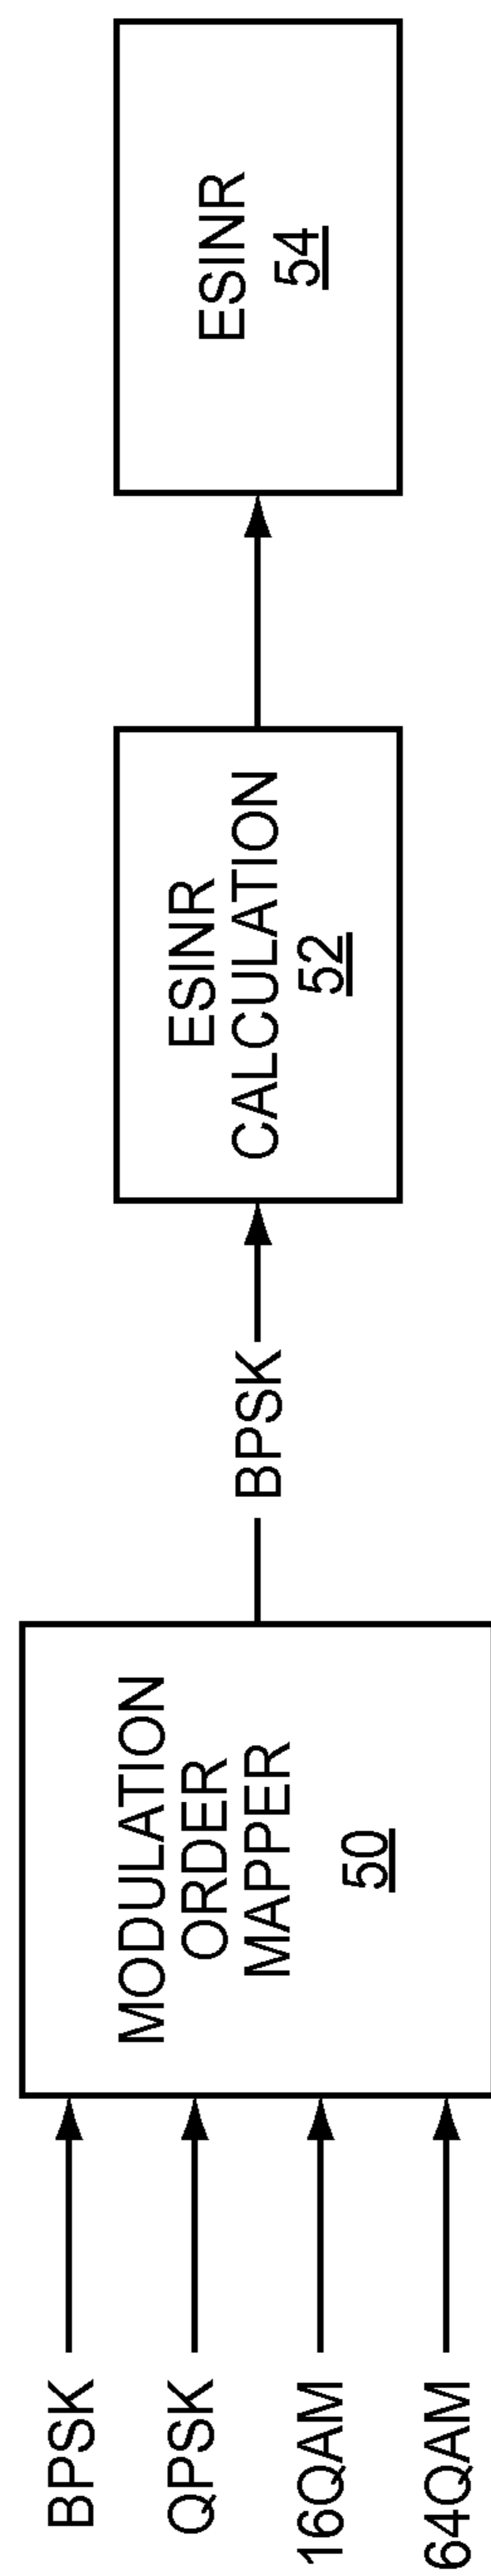 BPSK
QPSK
16QAM
64QAM
MODULATION
ORDER
MAPPER
50
BPSK
ESINR
CALCULATION
52
ESINR
54